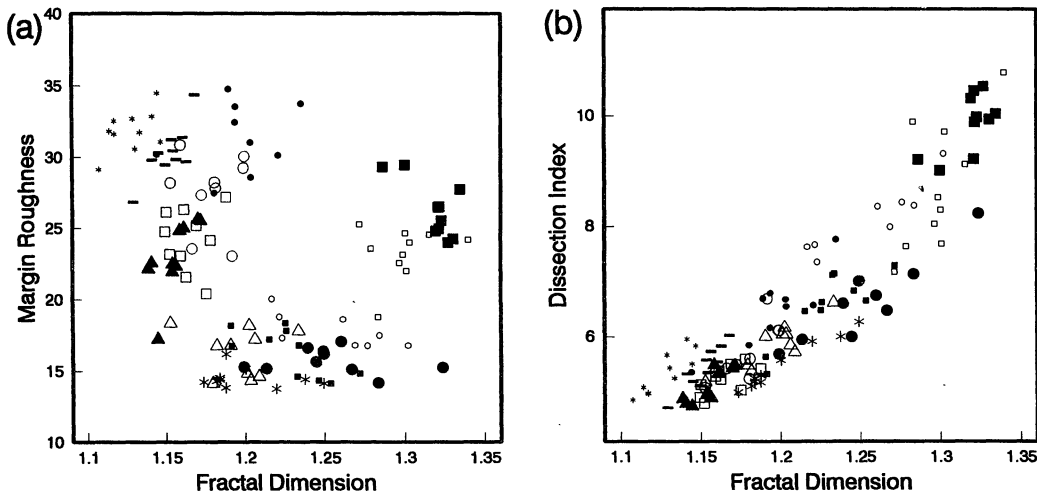 (a)
40
35
30
25
20
15
10
Margin Roughness
1.1 1.15 1.2 1.25 1.3 1.35
Fractal Dimension
(b)
10
8
6
Dissection Index
1.1 1.15 1.2 1.25 1.3 1.35
Fractal Dimension